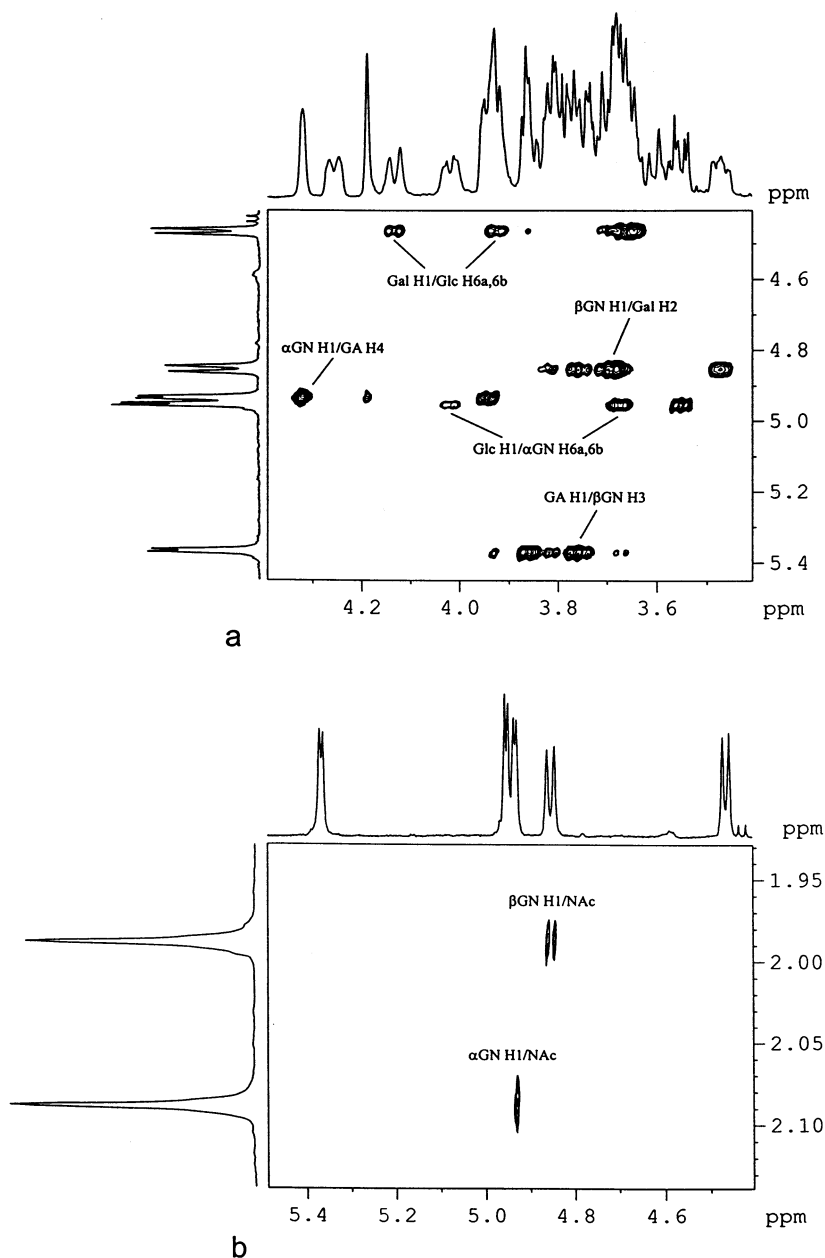 ppm
Gal H1/Glc H6a,6b
4.6
βGN H1/Gal H2
αGN H1/GA H4
4.8
5.0
Glc H1/αGN H6a,6b
5.2
GA H1/βGN H3
5.4
4.2 4.0 3.8 3.6 ppm
a
ppm
1.95
βGN H1/NAc
2.00
2.05
αGN H1/NAc
2.10
5.4 5.2 5.0 4.8 4.6 ppm
b